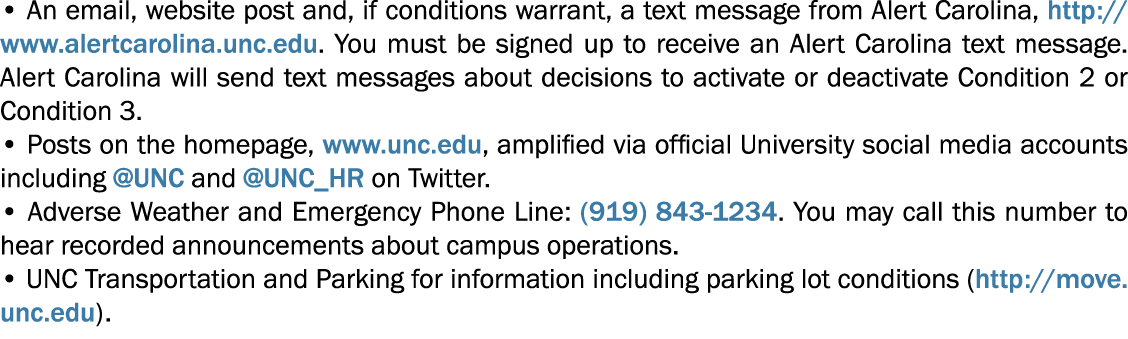 • An email, website post and, if conditions warrant, a text message from Alert Carolina, http://
www.alertcarolina.unc.edu. You must be signed up to receive an Alert Carolina text message.
Alert Carolina will send text messages about decisions to activate or deactivate Condition 2 or
Condition 3.
• Posts on the homepage, www.unc.edu, amplified via official University social media accounts
including @UNC and @UNC_HR on Twitter.
• Adverse Weather and Emergency Phone Line: (919) 843-1234. You may call this number to
hear recorded announcements about campus operations.
• UNC Transportation and Parking for information including parking lot conditions (http://move.
unc.edu).